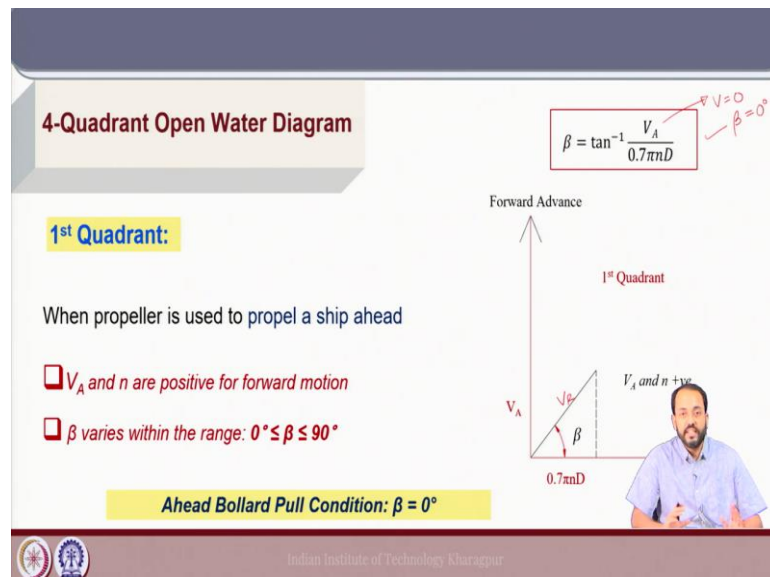 4-Quadrant Open Water Diagram
β = tan⁻¹ V_A / 0.7πnD
V=0
β=0°
1st Quadrant:
Forward Advance
1st Quadrant
When propeller is used to propel a ship ahead
V_A and n are positive for forward motion
V_A and n +ve
V_R
V_A
β
β varies within the range: 0° ≤ β ≤ 90°
0.7πnD
Ahead Bollard Pull Condition: β = 0°
Indian Institute of Technology Kharagpur